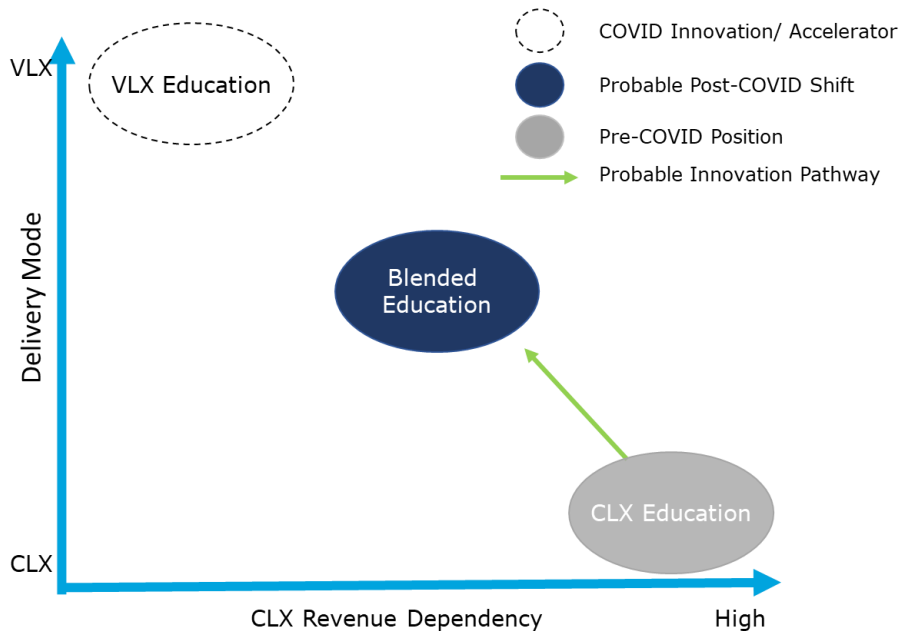 COVID Innovation/ Accelerator
VLX
VLX Education
Probable Post-COVID Shift
Pre-COVID Position
Probable Innovation Pathway
Delivery Mode
Blended
Education
CLX Education
CLX
CLX Revenue Dependency
High